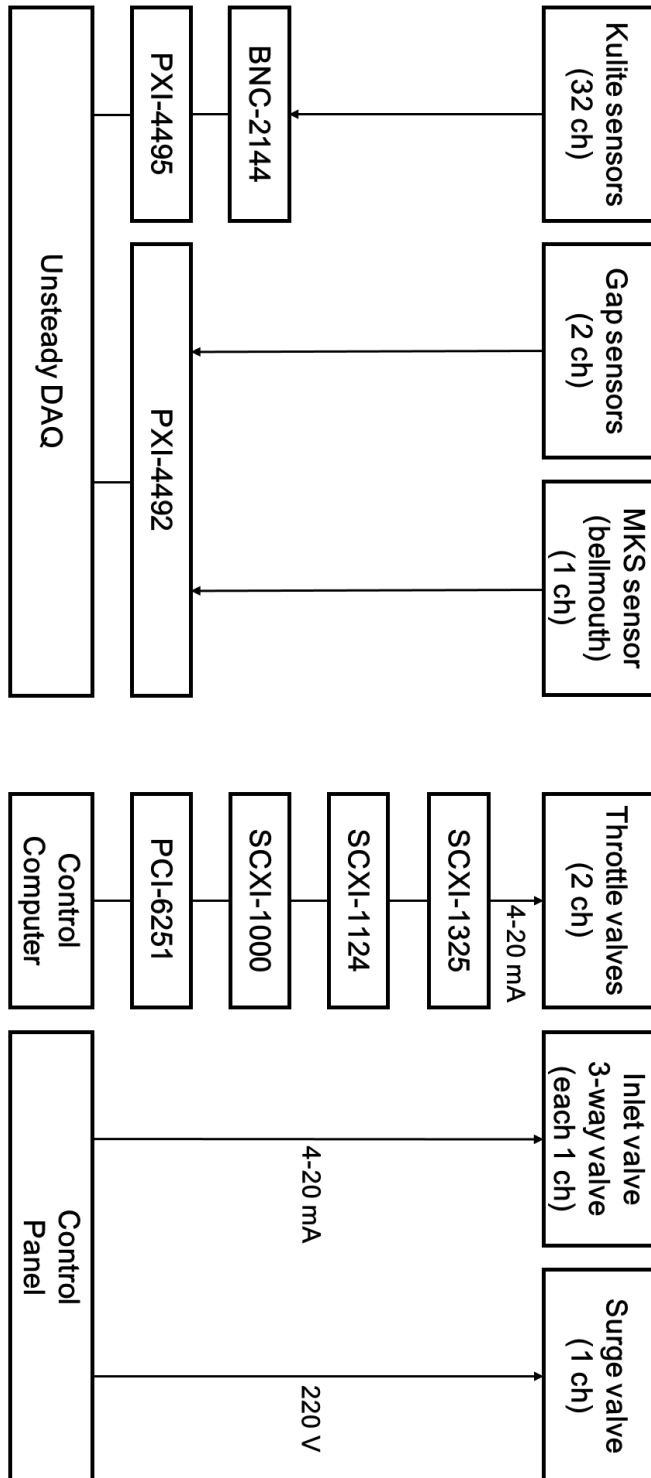 Kulite sensors
(32 ch)
Gap sensors
(2 ch)
MKS sensor
(bellmouth)
(1 ch)
BNC-2144
PXI-4495
PXI-4492
Unsteady DAQ
Throttle valves
(2 ch)
Inlet valve
3-way valve
(each 1 ch)
Surge valve
(1 ch)
4-20 mA
SCXI-1325
SCXI-1124
4-20 mA
220 V
SCXI-1000
PCI-6251
Control
Computer
Control
Panel